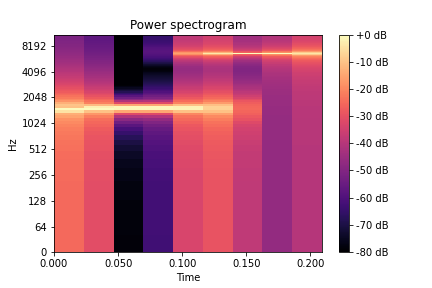 Power spectrogram
8192
4096
2048
1024
512
256
128
64
0
Hz
0.000 0.050 0.100 0.150 0.200
Time
+0 dB
-10 dB
-20 dB
-30 dB
-40 dB
-50 dB
-60 dB
-70 dB
-80 dB